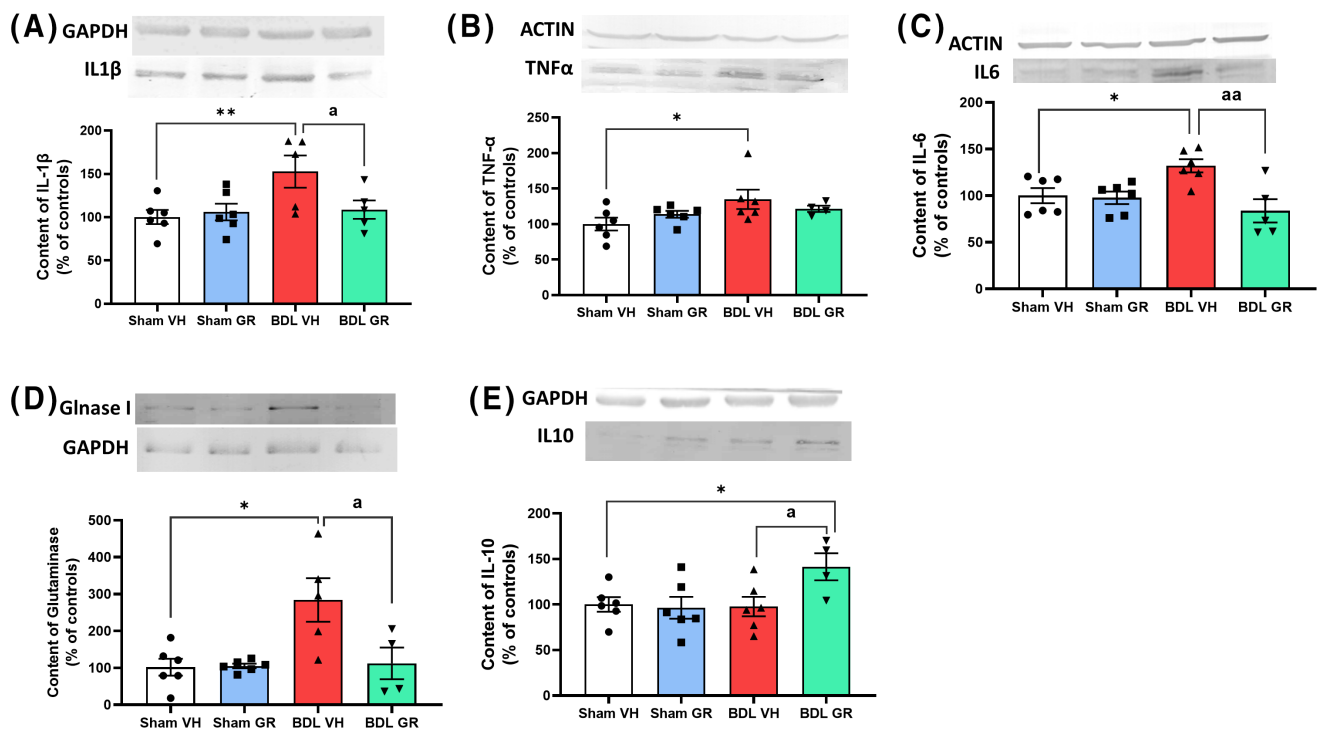 (A)
GAPDH
IL1β
** a
200
150
100
50
0
Content of IL-1β
(% of controls)
Sham VH Sham GR BDL VH BDL GR
(B)
ACTIN
TNFα
*
250
200
150
100
50
0
Content of TNF-α
(% of controls)
Sham VH Sham GR BDL VH BDL GR
(C)
ACTIN
IL6
* aa
200
150
100
50
0
Content of IL-6
(% of controls)
Sham VH Sham GR BDL VH BDL GR
(D)
Glnase I
GAPDH
* a
500
400
300
200
100
0
Content of Glutaminase
(% of controls)
Sham VH Sham GR BDL VH BDL GR
(E)
GAPDH
IL10
*
a
200
150
100
50
0
Content of IL-10
(% of controls)
Sham VH Sham GR BDL VH BDL GR